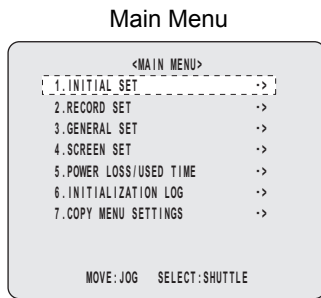 Main Menu
<MAIN MENU>
1.INITIAL SET ->
2.RECORD SET ->
3.GENERAL SET ->
4.SCREEN SET ->
5.POWER LOSS/USED TIME ->
6.INITIALIZATION LOG ->
7.COPY MENU SETTINGS ->
MOVE:JOG SELECT:SHUTTLE